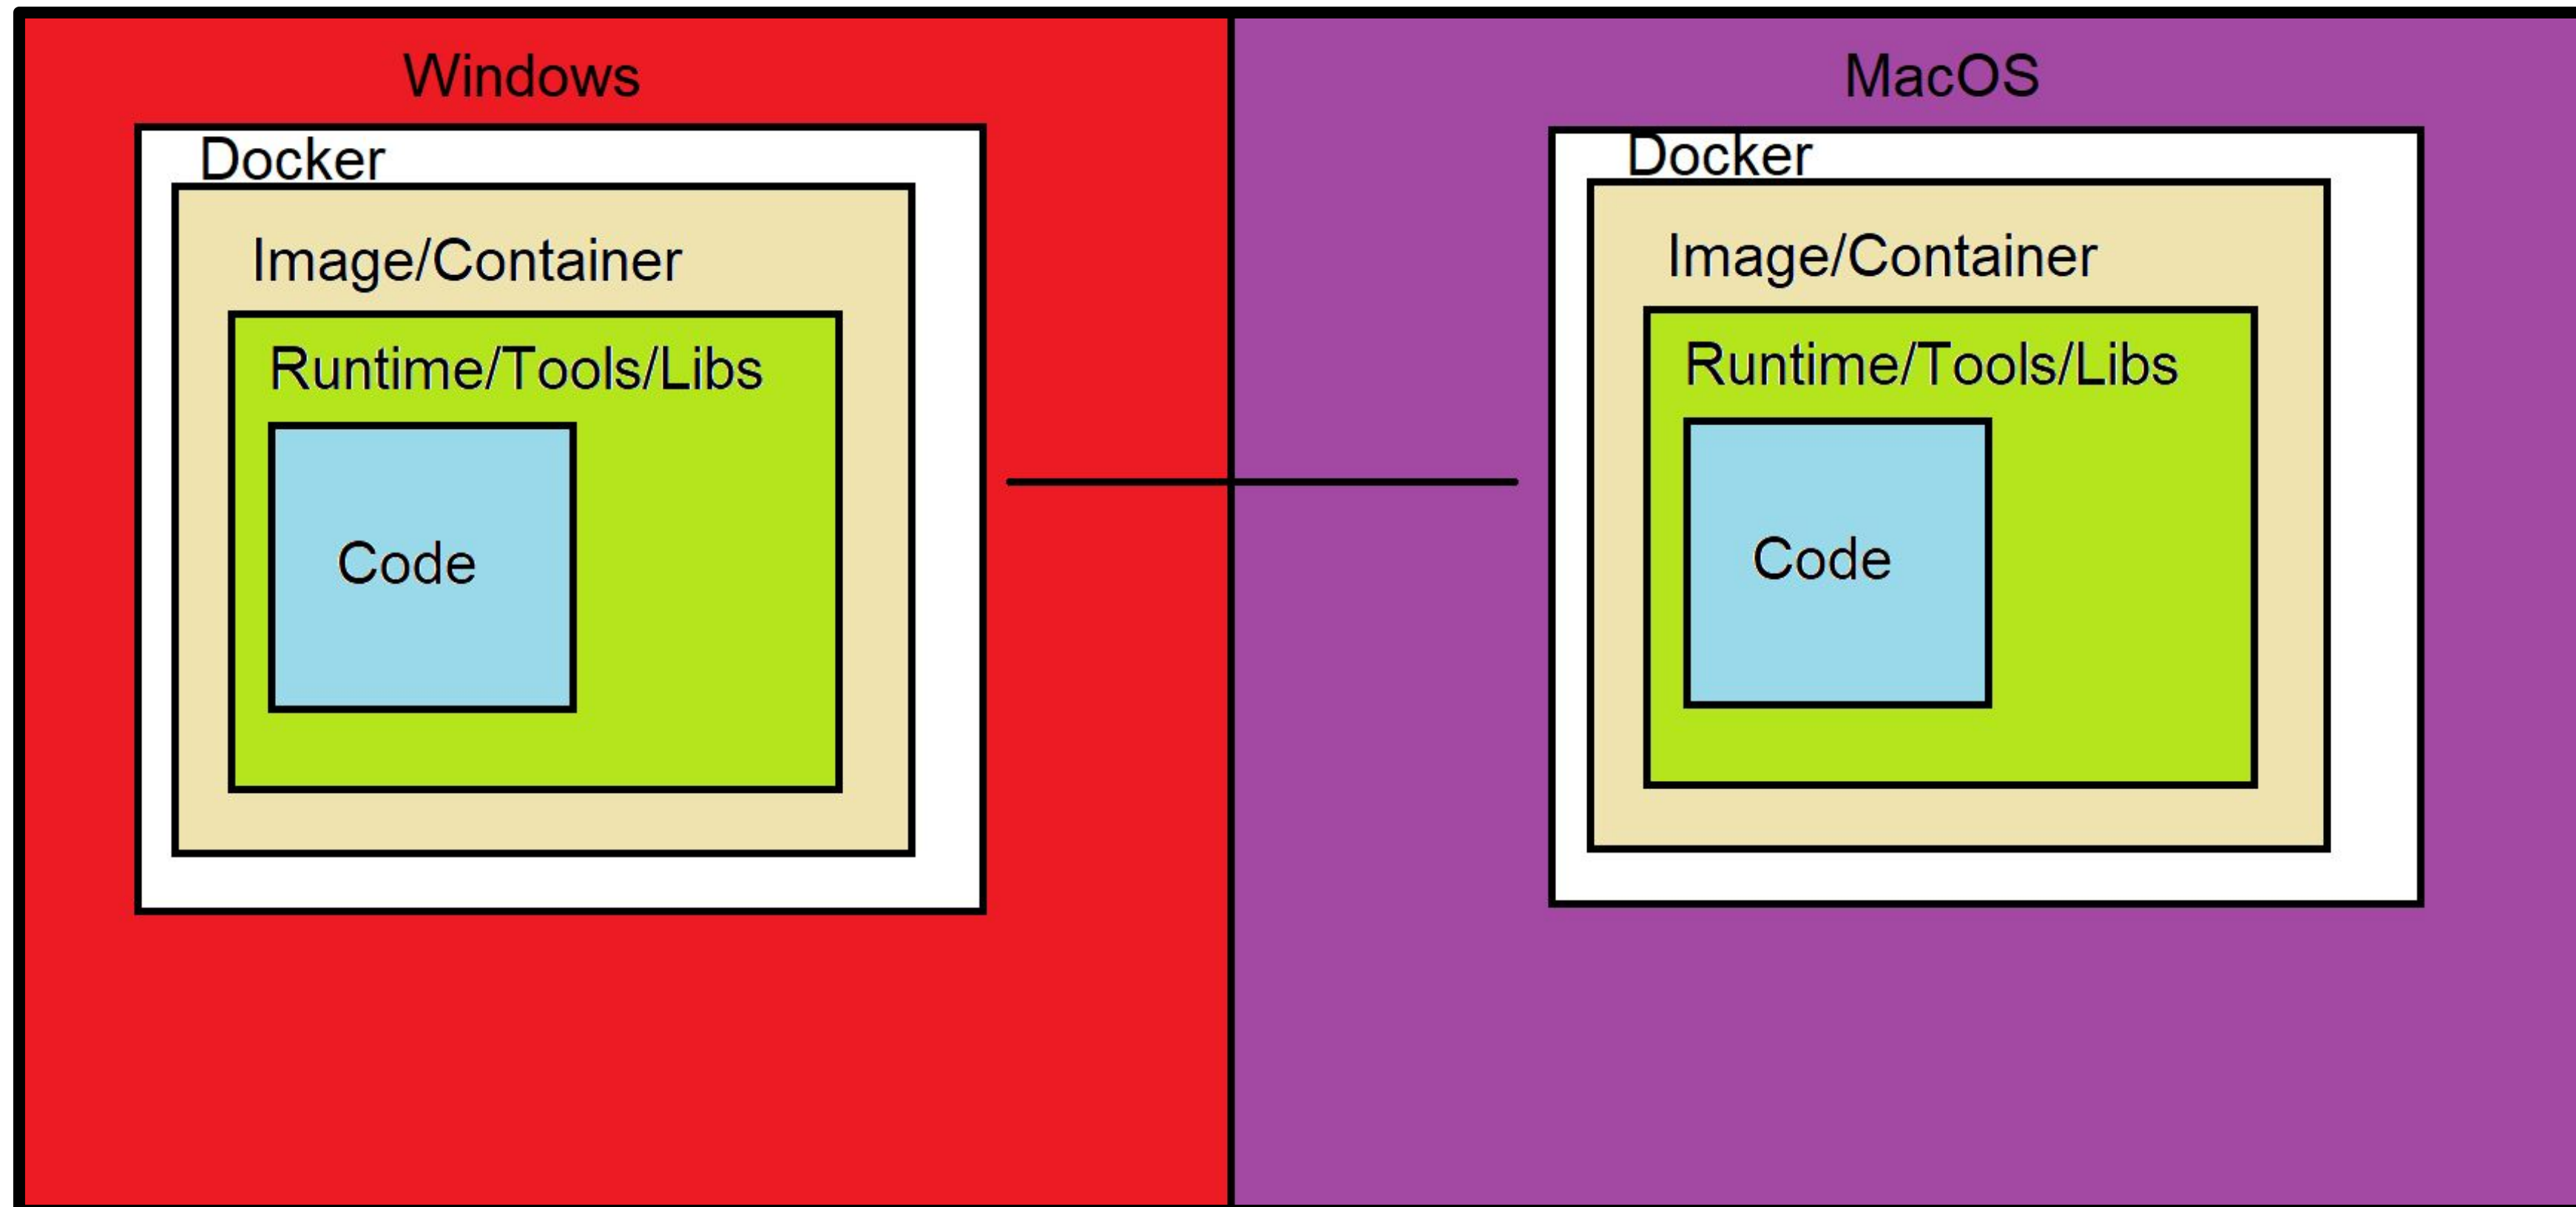 Windows
Docker
Image/Container
Runtime/Tools/Libs
Code
MacOS
Docker
Image/Container
Runtime/Tools/Libs
Code